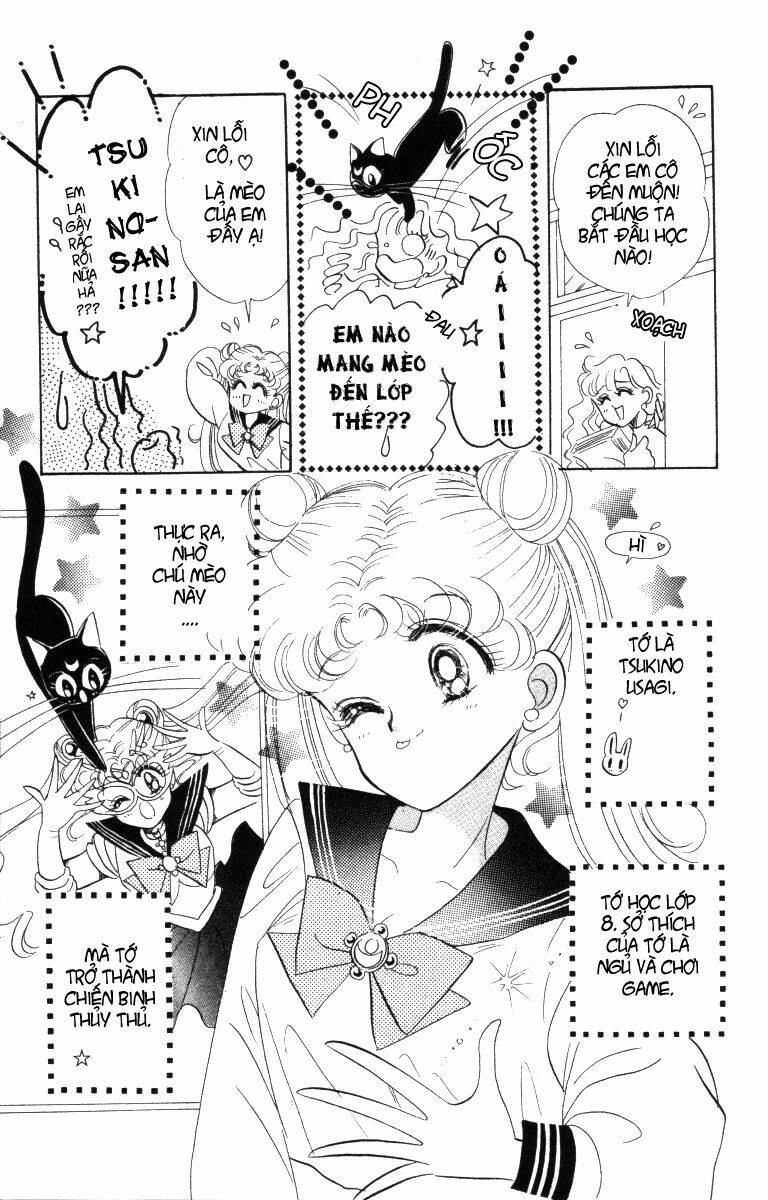 XIN LỖI
CÁC EM CÔ
ĐẾN MUỘN!
CHÚNG TA
BẮT ĐẦU HỌC
NÀO!
XOẠCH
PH
ỐC
OÁIIII!!!
ĐAU
EM NÀO
MANG MÈO
ĐẾN LỚP
THẾ???
XIN LỖI
CÔ,
LÀ MÈO
CỦA EM
ĐẤY Ạ!
TSU
KI
NO-
SAN
!!!!!
EM
LẠI
GÂY
RẮC
RỐI
NỮA
HẢ
???
HÌ
TỚ LÀ
TSUKINO
USAGI.
TỚ HỌC LỚP
8. SỞ THÍCH
CỦA TỚ LÀ
NGỦ VÀ CHƠI
GAME.
THỰC RA,
NHỜ
CHÚ MÈO
NÀY
....
MÀ TỚ
TRỞ THÀNH
CHIẾN BINH
THỦY THỦ.